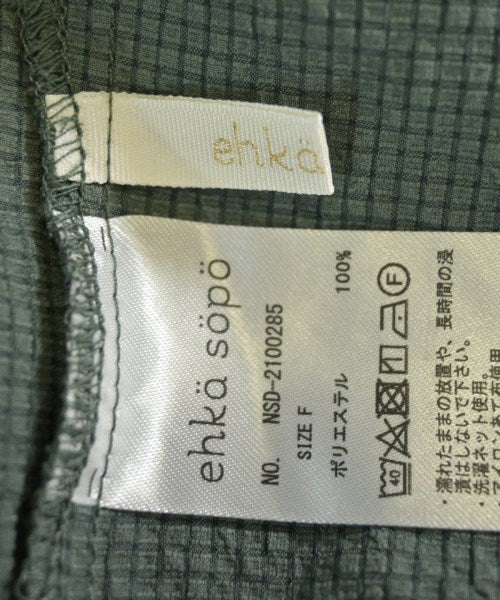 ehkä
ehkä söpö
NO. NSD-2100285
SIZE F
ポリエステル 100%
40
F
・濡れたままの放置や、長時間の浸
漬はしないで下さい。
・洗濯ネット使用。